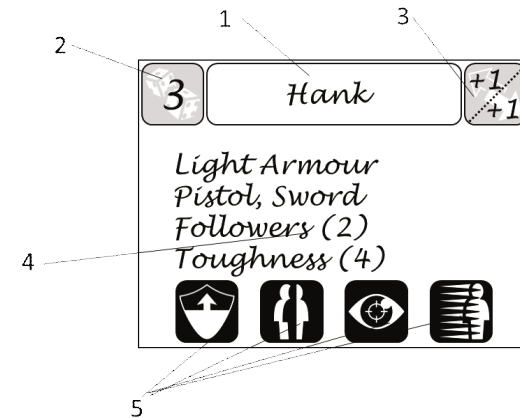 1
2
3
3
Hank
+1
+1
Light Armour
Pistol, Sword
Followers (2)
4
Toughness (4)
5